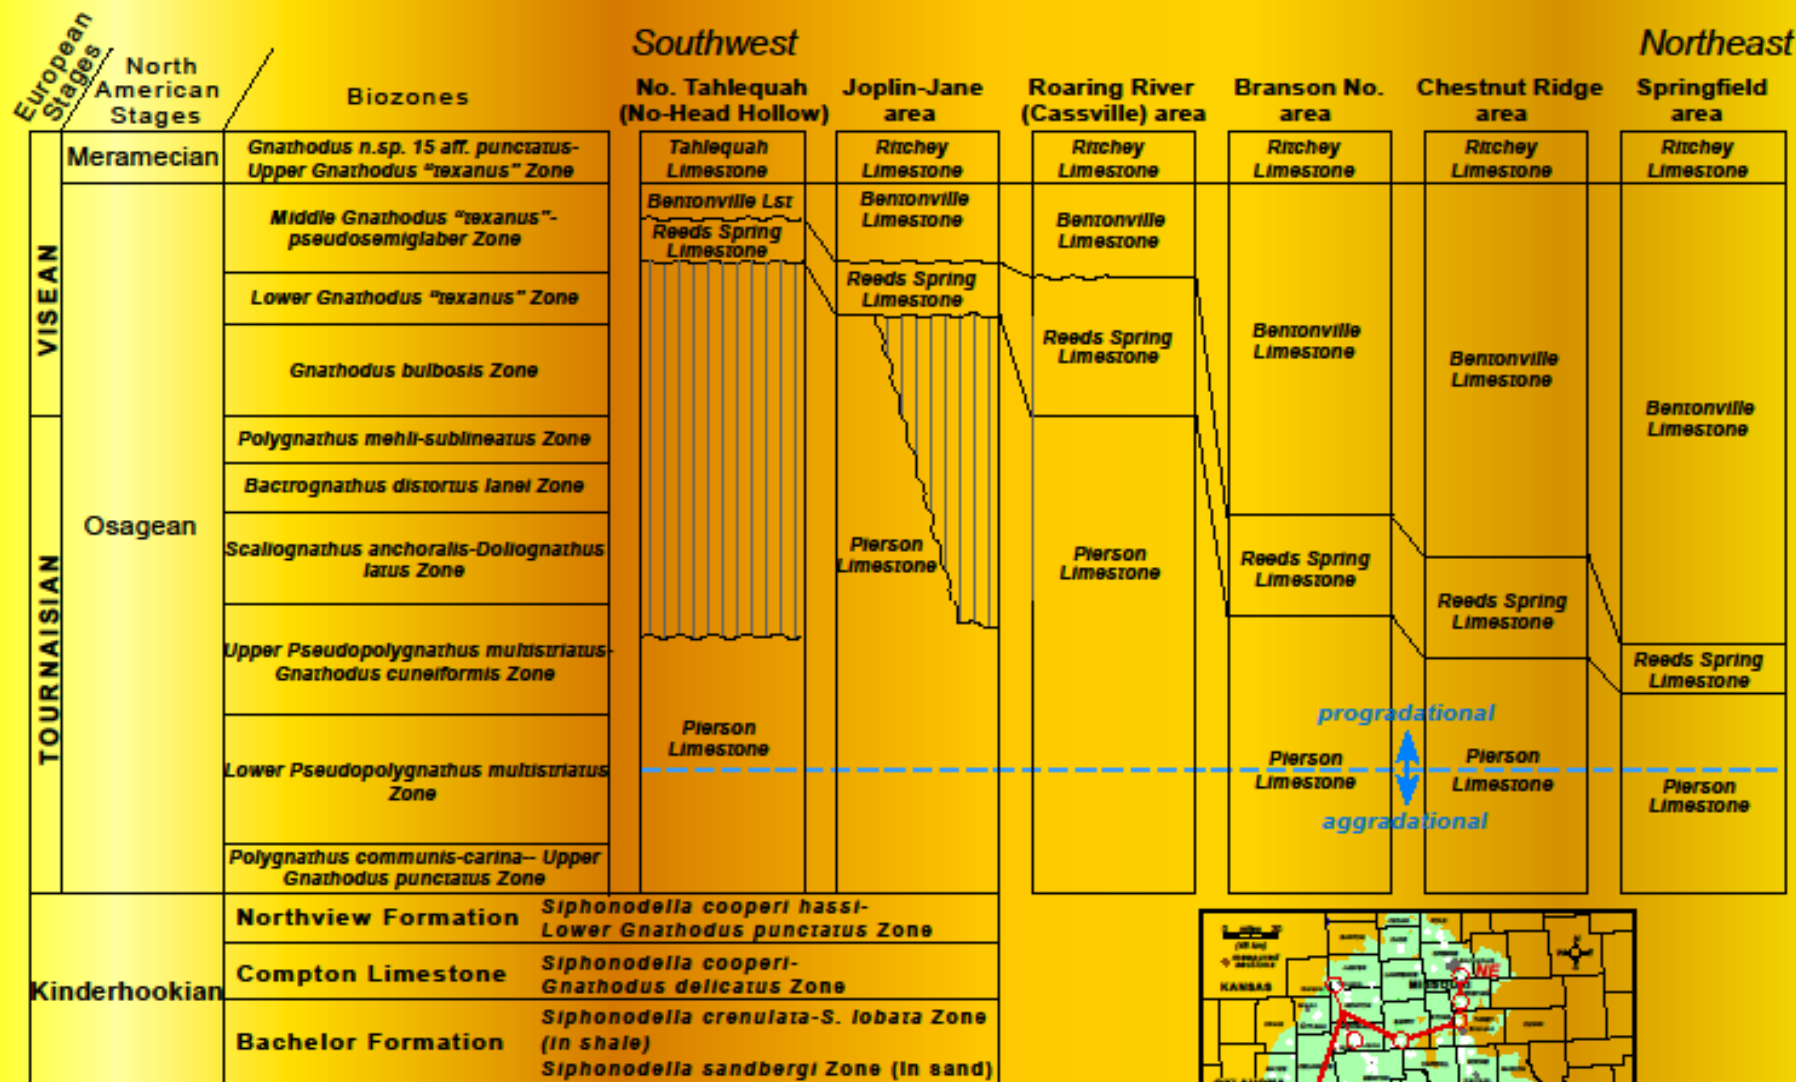 Southwest
Northeast
European
Stages
North
American
Stages
Biozones
No. Tahlequah
(No-Head Hollow)
Joplin-Jane
area
Roaring River
(Cassville) area
Branson No.
area
Chestnut Ridge
area
Springfield
area
VISEAN
TOURNAISIAN
Meramecian
Osagean
Kinderhookian
Gnathodus n.sp. 15 aff. punctatus-
Upper Gnathodus “texanus” Zone
Middle Gnathodus “texanus”-
pseudosemiglaber Zone
Lower Gnathodus “texanus” Zone
Gnathodus bulbosis Zone
Polygnathus mehli-sublineatus Zone
Bactrognathus distortus lanei Zone
Scaliognathus anchoralis-Doliognathus
latus Zone
Upper Pseudopolygnathus multistriatus-
Gnathodus cuneiformis Zone
Lower Pseudopolygnathus multistriatus
Zone
Polygnathus communis-carina-- Upper
Gnathodus punctatus Zone
Tahlequah
Limestone
Bentonville Lst
Reeds Spring
Limestone
Pierson
Limestone
Ritchey
Limestone
Bentonville
Limestone
Reeds Spring
Limestone
Pierson
Limestone
Ritchey
Limestone
Bentonville
Limestone
Reeds Spring
Limestone
Pierson
Limestone
Ritchey
Limestone
Bentonville
Limestone
Reeds Spring
Limestone
Pierson
Limestone
Ritchey
Limestone
Bentonville
Limestone
Reeds Spring
Limestone
Pierson
Limestone
Ritchey
Limestone
Bentonville
Limestone
Reeds Spring
Limestone
Pierson
Limestone
progradational
aggradational
Northview Formation
Siphonodella cooperi hassi-
Lower Gnathodus punctatus Zone
Compton Limestone
Siphonodella cooperi-
Gnathodus delicatus Zone
Bachelor Formation
Siphonodella crenulata-S. lobata Zone
(in shale)
Siphonodella sandbergi Zone (in sand)
KANSAS
NE